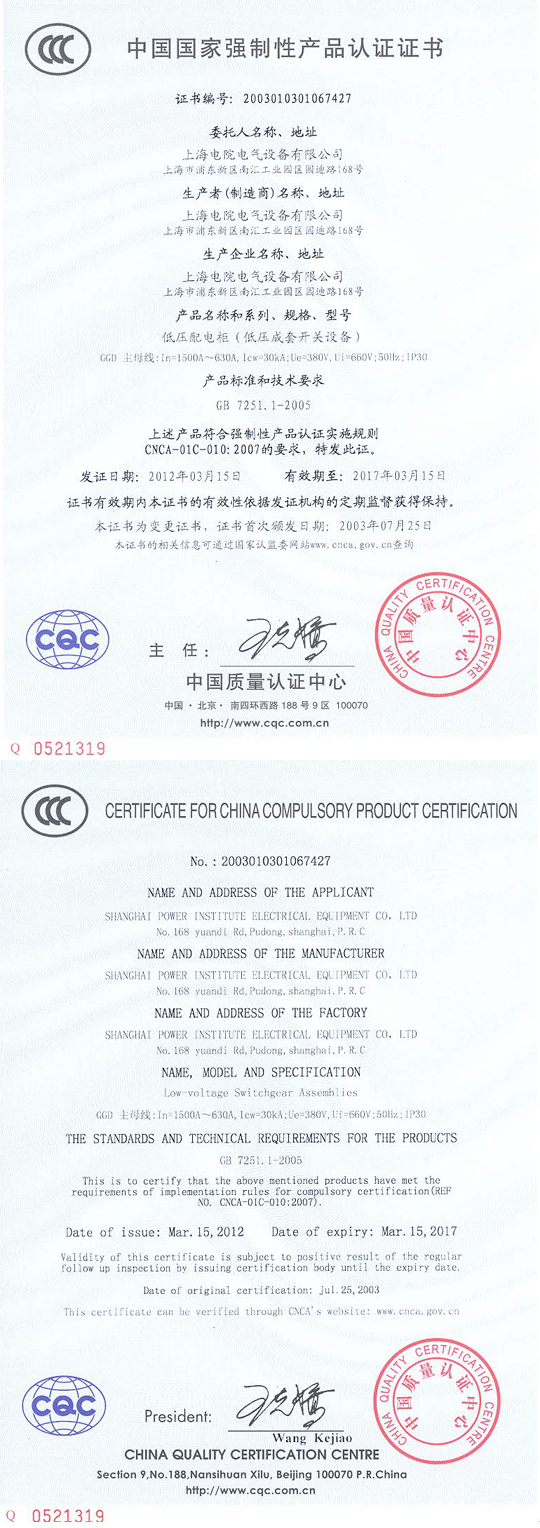 中国国家强制性产品认证证书
证书编号: 2003010301067427
委托人名称、地址
上海电院电气设备有限公司
上海市浦东新区南汇工业园区园迪路168号
生产者(制造商)名称、地址
上海电院电气设备有限公司
上海市浦东新区南汇工业园区园迪路168号
生产企业名称、地址
上海电院电气设备有限公司
上海市浦东新区南汇工业园区园迪路168号
产品名称和系列、规格、型号
低压配电柜(低压成套开关设备)
GGD 主母线:In=1500A~630A,Icw=30kA;Ue=380V,Ui=660V;50Hz;IP30
产品标准和技术要求
GB 7251.1-2005
上述产品符合强制性产品认证实施规则
CNCA-01C-010:2007的要求,特发此证。
发证日期: 2012年03月15日 有效期至: 2017年03月15日
证书有效期内本证书的有效性依据发证机构的定期监督获得保持。
本证书为变更证书, 证书首次颁发日期: 2003年07月25日
本证书的相关信息可通过国家认监委网站www.cnca.gov.cn查询
CQC
主 任:
CHINA QUALITY CERTIFICATION CENTRE
中国质量认证中心
中国质量认证中心
中国·北京·南四环西路 188 号 9 区 100070
http://www.cqc.com.cn
Q 0521319
CERTIFICATE FOR CHINA COMPULSORY PRODUCT CERTIFICATION
No. : 2003010301067427
NAME AND ADDRESS OF THE APPLICANT
SHANGHAI POWER INSTITUTE ELECTRICAL EQUIPMENT CO. LTD
No.168 yuandi Rd,Pudong,shanghai,P.R.C
NAME AND ADDRESS OF THE MANUFACTURER
SHANGHAI POWER INSTITUTE ELECTRICAL EQUIPMENT CO. LTD
No.168 yuandi Rd,Pudong,shanghai,P.R.C
NAME AND ADDRESS OF THE FACTORY
SHANGHAI POWER INSTITUTE ELECTRICAL EQUIPMENT CO. LTD
No.168 yuandi Rd,Pudong,shanghai,P.R.C
NAME, MODEL AND SPECIFICATION
Low-voltage Switchgear Assemblies
GGD 主母线:In=1500A~630A,Icw=30kA;Ue=380V,Ui=660V;50Hz;IP30
THE STANDARDS AND TECHNICAL REQUIREMENTS FOR THE PRODUCTS
GB 7251.1-2005
This is to certify that the above mentioned products have met the
requirements of implementation rules for compulsory certification(REF
NO. CNCA-01C-010:2007).
Date of issue: Mar.15,2012 Date of expiry: Mar.15,2017
Validity of this certificate is subject to positive result of the regular
follow up inspection by issuing certification body until the expiry date.
Date of original certification: jul.25,2003
This certificate can be verified through CNCA's website: www.cnca.gov.cn
CQC
President:
Wang Kejiao
CHINA QUALITY CERTIFICATION CENTRE
中国质量认证中心
CHINA QUALITY CERTIFICATION CENTRE
Section 9,No.188,Nansihuan Xilu, Beijing 100070 P.R.China
http://www.cqc.com.cn
Q 0521319